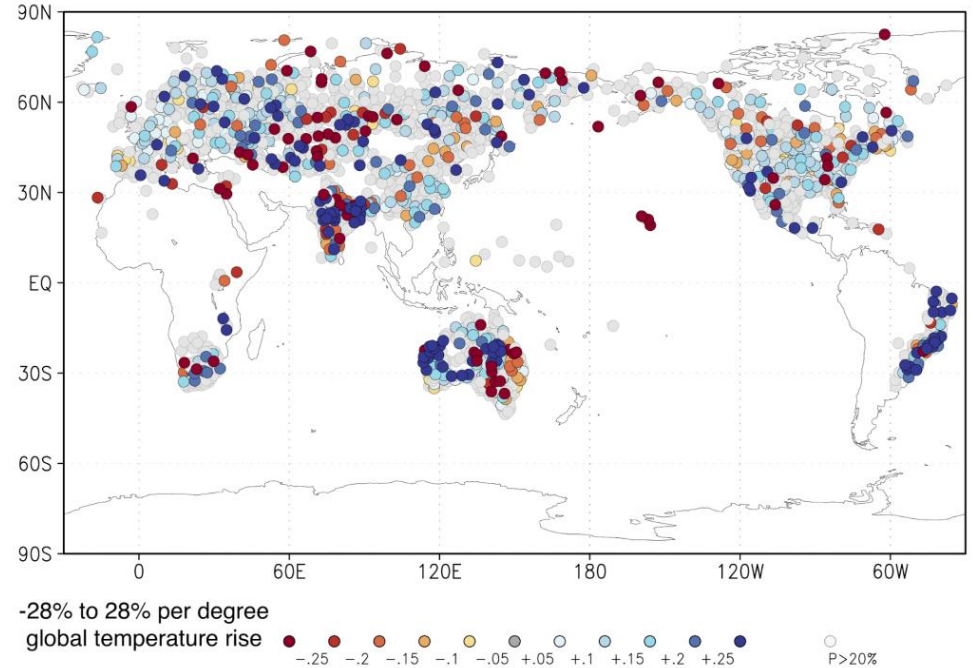 90N
60N
30N
EQ
30S
60S
90S
0 60E 120E 180 120W 60W
-28% to 28% per degree
global temperature rise
-.25 -.2 -.15 -.1 -.05 +.05 +.1 +.15 +.2 +.25 P>20%